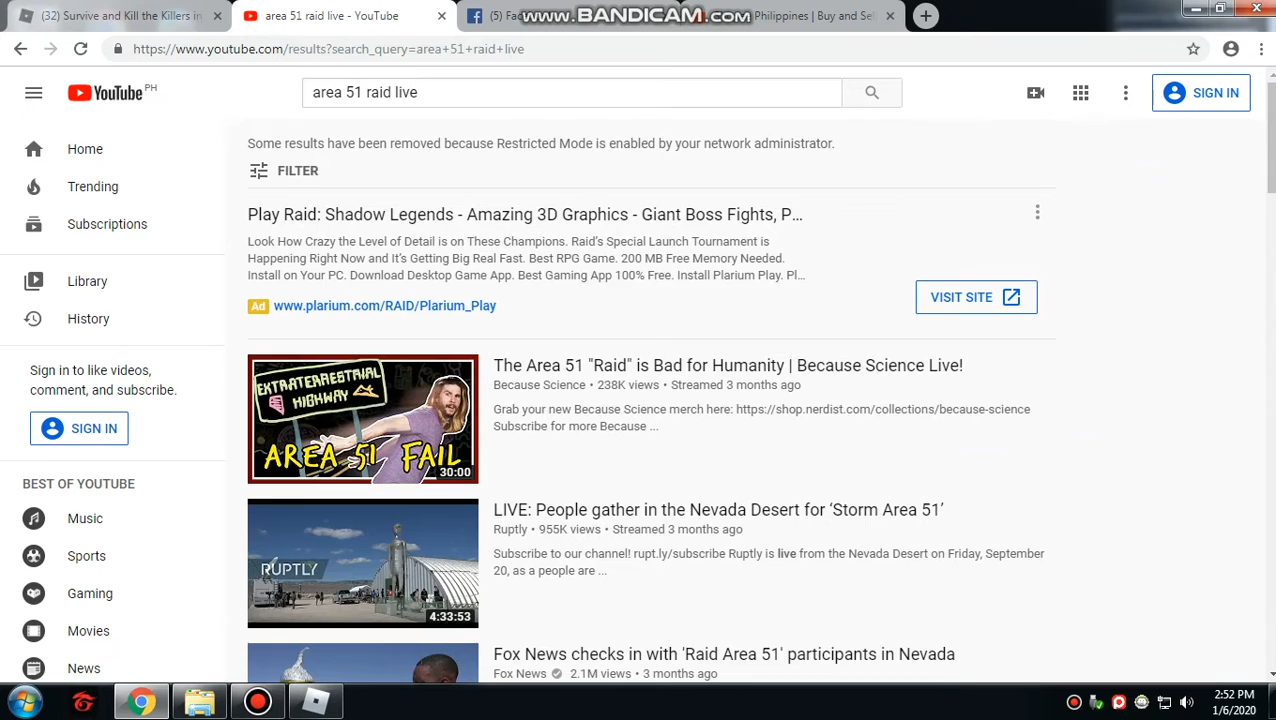 (32) Survive and Kill the Killers in
area 51 raid live - YouTube
(5) Fac
www.BANDICAM.com
Philippines | Buy and Sel
https://www.youtube.com/results?search_query=area+51+raid+live
YouTube PH
area 51 raid live
SIGN IN
Some results have been removed because Restricted Mode is enabled by your network administrator.
FILTER
Home
Trending
Subscriptions
Library
History
Sign in to like videos,
comment, and subscribe.
SIGN IN
BEST OF YOUTUBE
Music
Sports
Gaming
Movies
News
Play Raid: Shadow Legends - Amazing 3D Graphics - Giant Boss Fights, P...
Look How Crazy the Level of Detail is on These Champions. Raid's Special Launch Tournament is
Happening Right Now and It's Getting Big Real Fast. Best RPG Game. 200 MB Free Memory Needed.
Install on Your PC. Download Desktop Game App. Best Gaming App 100% Free. Install Plarium Play. Pl...
Ad www.plarium.com/RAID/Plarium_Play
VISIT SITE
EXTRATERRESTRIAL
HIGHWAY
AREA 51 FAIL
30:00
The Area 51 "Raid" is Bad for Humanity | Because Science Live!
Because Science • 238K views • Streamed 3 months ago
Grab your new Because Science merch here: https://shop.nerdist.com/collections/because-science
Subscribe for more Because ...
RUPTLY
4:33:53
LIVE: People gather in the Nevada Desert for ‘Storm Area 51’
Ruptly • 955K views • Streamed 3 months ago
Subscribe to our channel! rupt.ly/subscribe Ruptly is live from the Nevada Desert on Friday, September
20, as a people are ...
Fox News checks in with 'Raid Area 51' participants in Nevada
Fox News • 2.1M views • 3 months ago
2:52 PM
1/6/2020